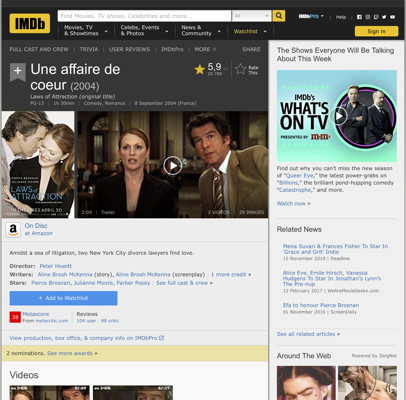 IMDb
Find Movies, TV shows, Celebrities and more...
All
IMDbPro
Help
Movies, TV & Showtimes
Celebs, Events & Photos
News & Community
Watchlist
Sign in
FULL CAST AND CREW | TRIVIA | USER REVIEWS | IMDbPro | MORE
SHARE
Une affaire de coeur (2004)
Laws of Attraction (original title)
PG-13 | 1h 30min | Comedy, Romance | 8 September 2004 (France)
5,9
Rate This
LAWS OF ATTRACTION
2:09 | Trailer
2 VIDEOS | 29 IMAGES
On Disc
at Amazon
Amidst a sea of litigation, two New York City divorce lawyers find love.
Director: Peter Howitt
Writers: Aline Brosh McKenna (story), Aline Brosh McKenna (screenplay) | 1 more credit »
Stars: Pierce Brosnan, Julianne Moore, Parker Posey | See full cast & crew »
+ Add to Watchlist
38
Metascore
From metacritic.com
Reviews
104 user | 88 critic
View production, box office, & company info on IMDbPro
2 nominations. See more awards »
Videos
The Shows Everyone Will Be Talking About This Week
IMDb's
WHAT'S ON TV
PRESENTED BY
Find out why you can't miss the new season of "Queer Eye," the latest power-grabs on "Billions," the brilliant pond-hopping comedy "Catastrophe," and more.
Watch now »
Related News
Mena Suvari & Frances Fisher To Star In 'Grace and Grit' Indie
15 November 2018 | Deadline
Alice Eve, Emile Hirsch, Vanessa Hudgens To Star In Jonathan Lynn's The Pre-nup
12 February 2017 | WeAreMovieGeeks.com
Efa to honour Pierce Brosnan
01 November 2016 | ScreenDaily
See all related articles »
Around The Web
Powered by ZergNet